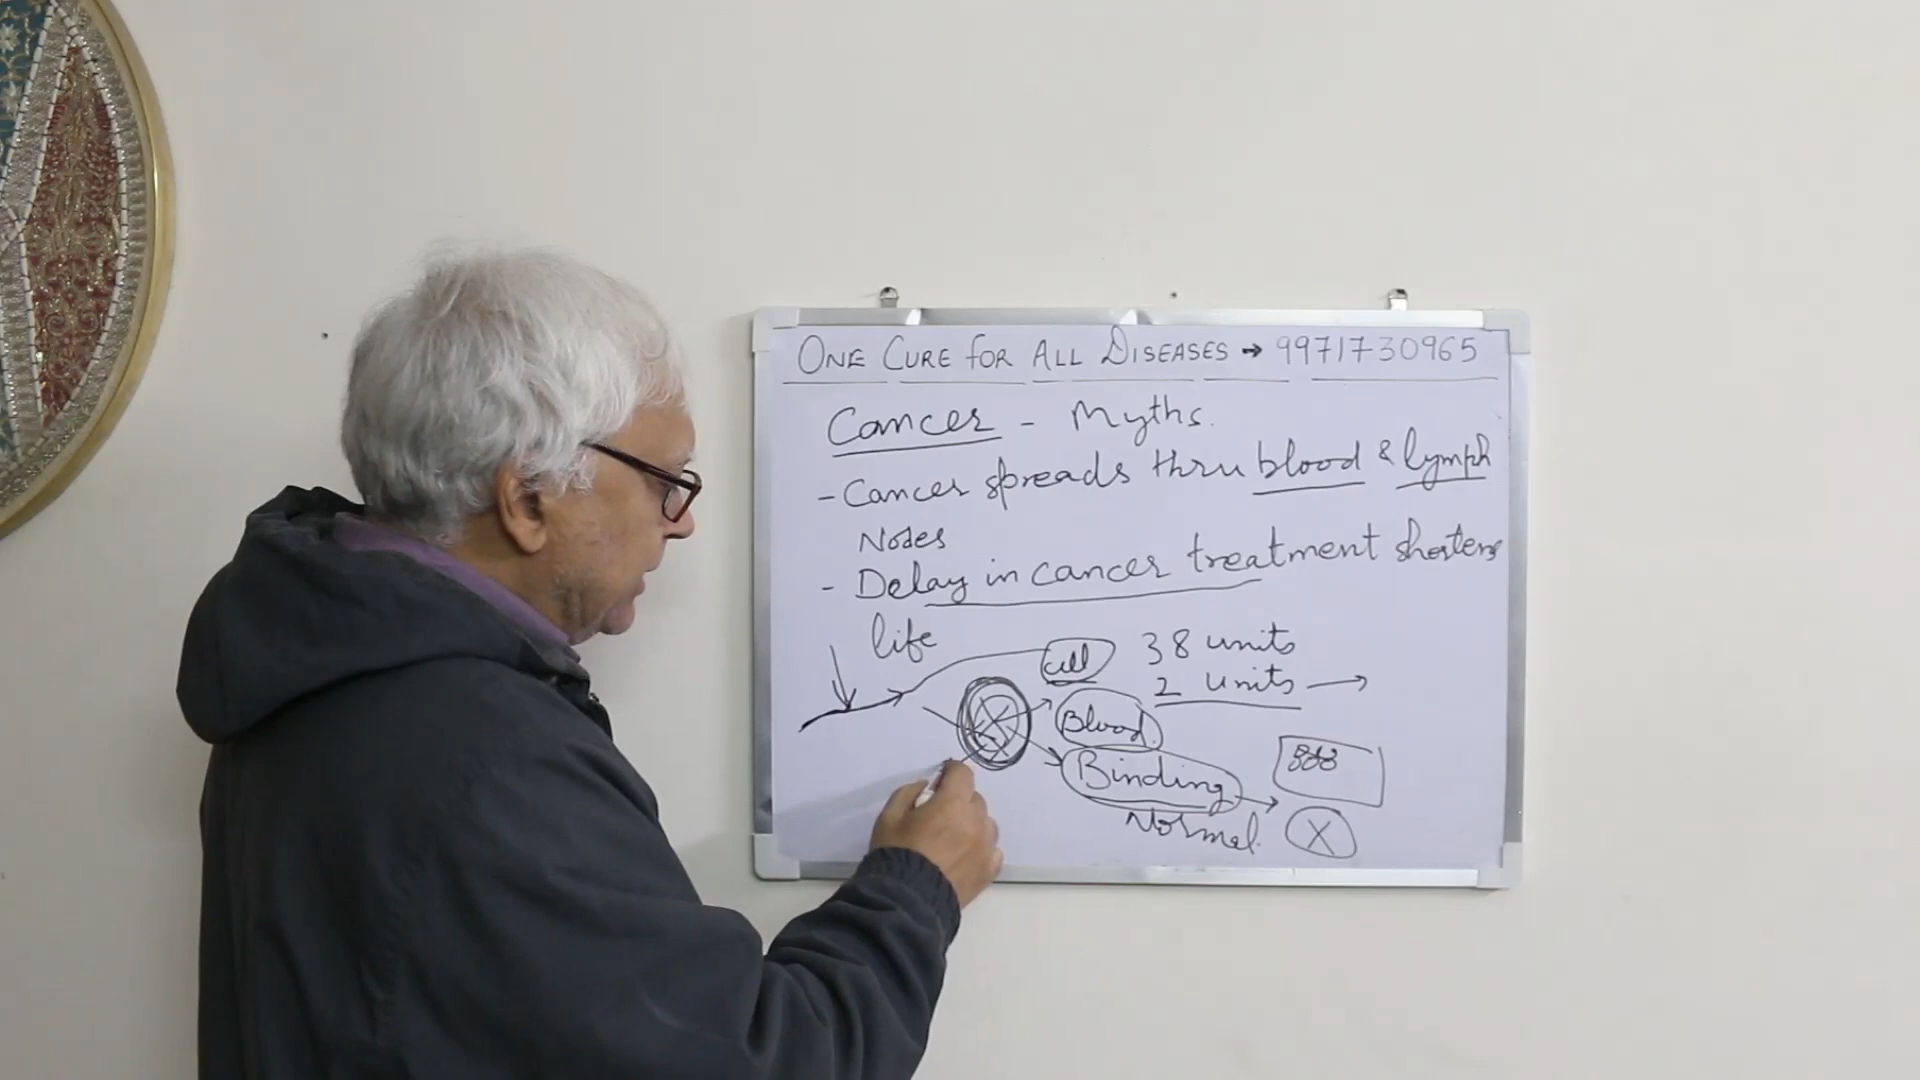 ONE CURE FOR ALL DISEASES → 9971730965
Cancer - Myths.
- Cancer spreads thru blood & lymph
Nodes
- Delay in cancer treatment shortens
life
Cell 38 units
2 units →
Blood
Binding
Normal. X